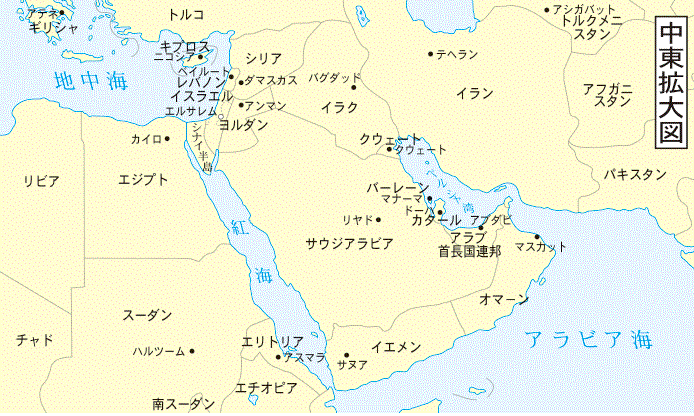 トルコ
アシガバット
アテネ
ギリシャ
トルクメニ
スタン
中東拡大図
キプロス
ニコシア
シリア
テヘラン
地中海
ベイルート
レバノン
ダマスカス
バグダッド
イラン
アフガニ
スタン
イスラエル
エルサレム
アンマン
イラク
ヨルダン
シナイ半島
カイロ
クウェート
クウェート
リビア
エジプト
ペルシア湾
パキスタン
バーレーン
マナーマ
ドーハ
カタール
アブダビ
リヤド
紅海
サウジアラビア
アラブ
首長国連邦
マスカット
オマーン
スーダン
チャド
ハルツーム
エリトリア
アスマラ
イエメン
サヌア
アラビア海
エチオピア
南スーダン